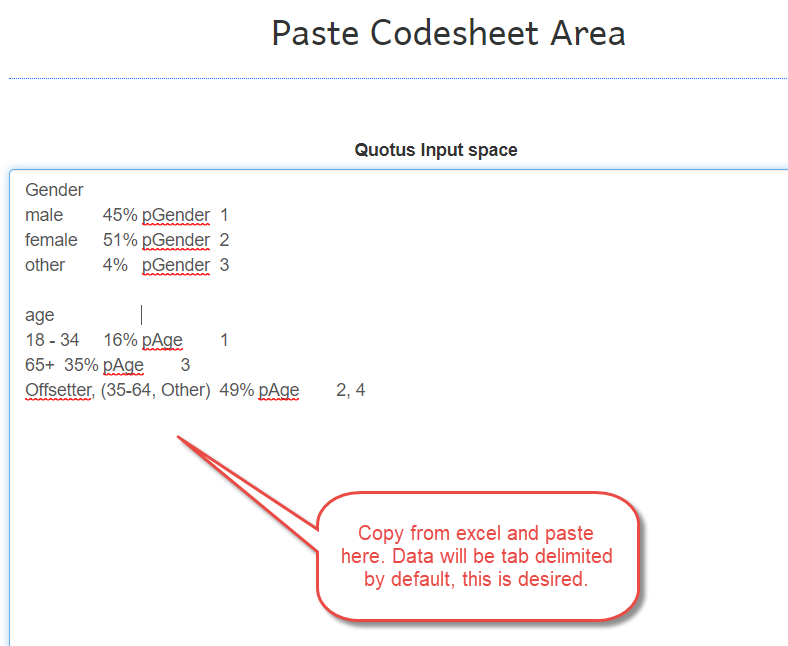 Paste Codesheet Area
Quotus Input space
Gender
male 45% pGender 1
female 51% pGender 2
other 4% pGender 3
age
18 - 34 16% pAge 1
65+ 35% pAge 3
Offsetter, (35-64, Other) 49% pAge 2, 4
Copy from excel and paste
here. Data will be tab delimited
by default, this is desired.